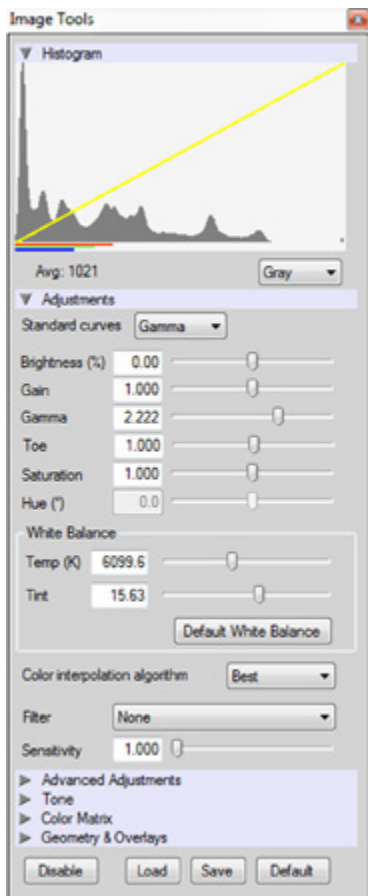 Image Tools
Histogram
Avg: 1021 Gray
Adjustments
Standard curves Gamma
Brightness (%) 0.00
Gain 1.000
Gamma 2.222
Toe 1.000
Saturation 1.000
Hue (°) 0.0
White Balance
Temp (K) 6099.6
Tint 15.63
Default White Balance
Color interpolation algorithm Best
Filter None
Sensitivity 1.000
Advanced Adjustments
Tone
Color Matrix
Geometry & Overlays
Disable Load Save Default